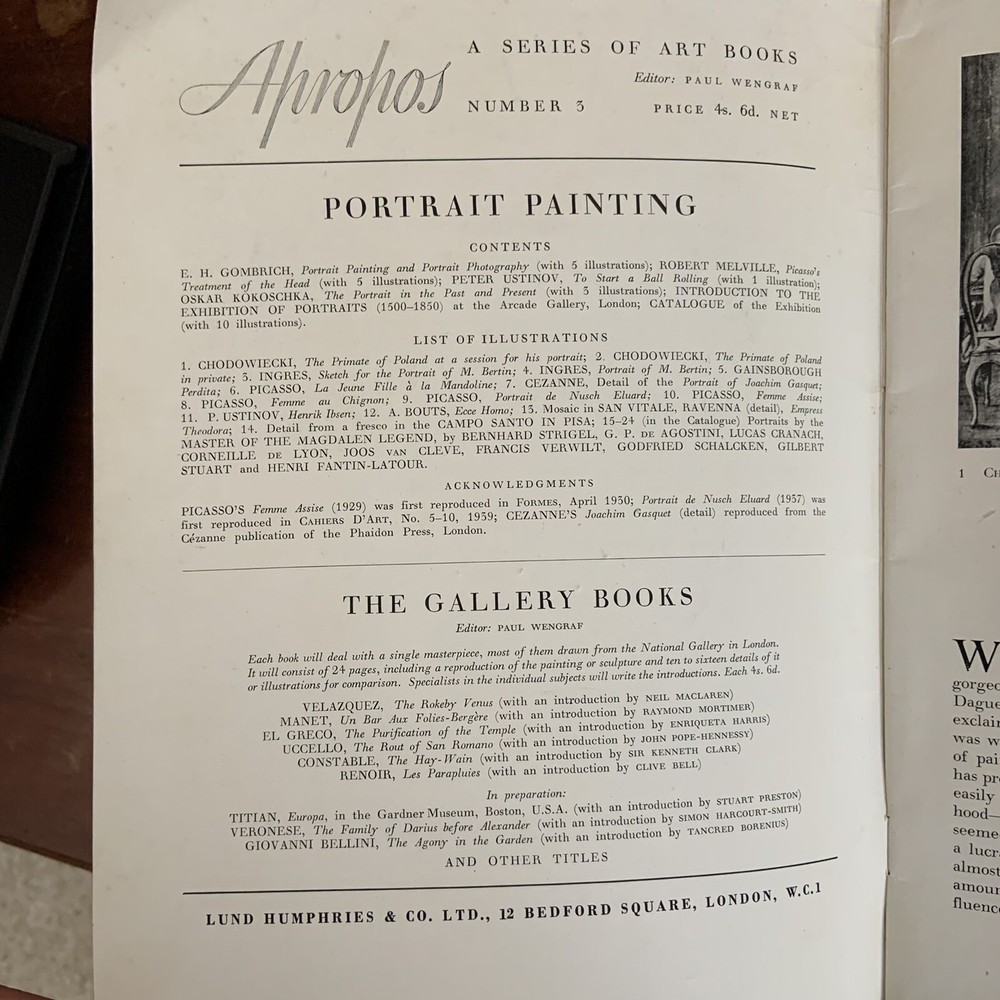 Apropos
A SERIES OF ART BOOKS
Editor: PAUL WENGRAF
NUMBER 3 PRICE 4s. 6d. NET
PORTRAIT PAINTING
CONTENTS
E. H. GOMBRICH, Portrait Painting and Portrait Photography (with 5 illustrations); ROBERT MELVILLE, Picasso's
Treatment of the Head (with 5 illustrations); PETER USTINOV, To Start a Ball Rolling (with 1 illustration);
OSKAR KOKOSCHKA, The Portrait in the Past and Present (with 3 illustrations); INTRODUCTION TO THE
EXHIBITION OF PORTRAITS (1500–1850) at the Arcade Gallery, London; CATALOGUE of the Exhibition
(with 10 illustrations).
LIST OF ILLUSTRATIONS
1. CHODOWIECKI, The Primate of Poland at a session for his portrait; 2. CHODOWIECKI, The Primate of Poland
in private; 3. INGRES, Sketch for the Portrait of M. Bertin; 4. INGRES, Portrait of M. Bertin; 5. GAINSBOROUGH
Perdita; 6. PICASSO, La Jeune Fille à la Mandoline; 7. CEZANNE, Detail of the Portrait of Joachim Gasquet;
8. PICASSO, Femme au Chignon; 9. PICASSO, Portrait de Nusch Eluard; 10. PICASSO, Femme Assise;
11. P. USTINOV, Henrik Ibsen; 12. A. BOUTS, Ecce Homo; 13. Mosaic in SAN VITALE, RAVENNA (detail), Empress
Theodora; 14. Detail from a fresco in the CAMPO SANTO IN PISA; 15–24 (in the Catalogue) Portraits by the
MASTER OF THE MAGDALEN LEGEND, by BERNHARD STRIGEL, G. P. DE AGOSTINI, LUCAS CRANACH,
CORNEILLE DE LYON, JOOS VAN CLEVE, FRANCIS VERWILT, GODFRIED SCHALCKEN, GILBERT
STUART and HENRI FANTIN-LATOUR.
ACKNOWLEDGMENTS
PICASSO'S Femme Assise (1929) was first reproduced in FORMES, April 1930; Portrait de Nusch Eluard (1937) was
first reproduced in CAHIERS D'ART, No. 5–10, 1939; CEZANNE'S Joachim Gasquet (detail) reproduced from the
Cézanne publication of the Phaidon Press, London.
THE GALLERY BOOKS
Editor: PAUL WENGRAF
Each book will deal with a single masterpiece, most of them drawn from the National Gallery in London.
It will consist of 24 pages, including a reproduction of the painting or sculpture and ten to sixteen details of it
or illustrations for comparison. Specialists in the individual subjects will write the introductions. Each 4s. 6d.
VELAZQUEZ, The Rokeby Venus (with an introduction by NEIL MACLAREN)
MANET, Un Bar Aux Folies-Bergère (with an introduction by RAYMOND MORTIMER)
EL GRECO, The Purification of the Temple (with an introduction by ENRIQUETA HARRIS)
UCCELLO, The Rout of San Romano (with an introduction by JOHN POPE-HENNESSY)
CONSTABLE, The Hay-Wain (with an introduction by SIR KENNETH CLARK)
RENOIR, Les Parapluies (with an introduction by CLIVE BELL)
In preparation:
TITIAN, Europa, in the Gardner Museum, Boston, U.S.A. (with an introduction by STUART PRESTON)
VERONESE, The Family of Darius before Alexander (with an introduction by SIMON HARCOURT-SMITH)
GIOVANNI BELLINI, The Agony in the Garden (with an introduction by TANCRED BORENIUS)
AND OTHER TITLES
LUND HUMPHRIES & CO. LTD., 12 BEDFORD SQUARE, LONDON, W.C.1
1
W
gorgeo
Dague
exclain
was w
of pai
has pr
easily
hood—
seeme
a lucr
almost
amoun
fluenc